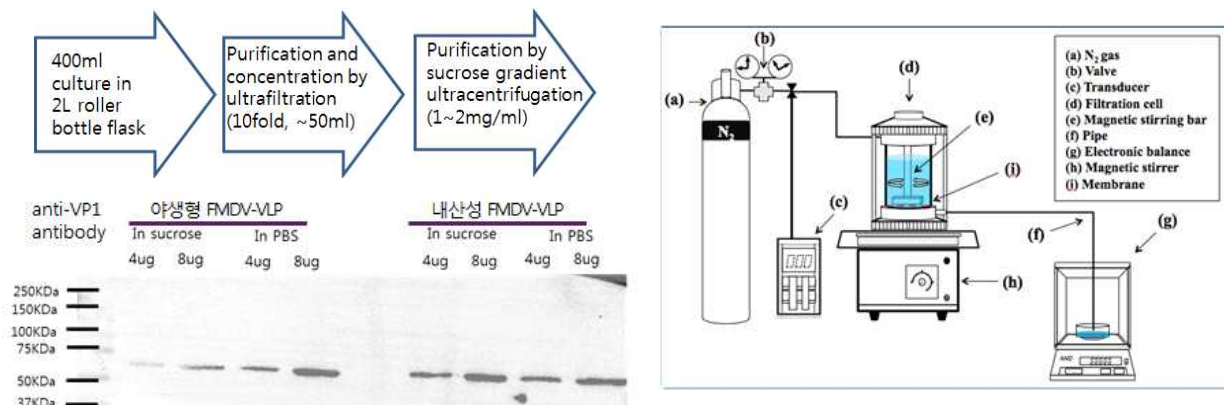 400ml
culture in
2L roller
bottle flask
Purification and
concentration by
ultrafiltration
(10fold, ~50ml)
Purification by
sucrose gradient
ultracentrifugation
(1~2mg/ml)
anti-VP1
antibody
야생형 FMDV-VLP
내산성 FMDV-VLP
In sucrose
In PBS
In sucrose
In PBS
4ug 8ug 4ug 8ug
4ug 8ug 4ug 8ug
250KDa
150KDa
100KDa
75KDa
50KDa
37KDa
(a)
(b)
(c)
(d)
(e)
(i)
(f)
(g)
(h)
N2
(a) N2 gas
(b) Valve
(c) Transducer
(d) Filtration cell
(e) Magnetic stirring bar
(f) Pipe
(g) Electronic balance
(h) Magnetic stirrer
(i) Membrane